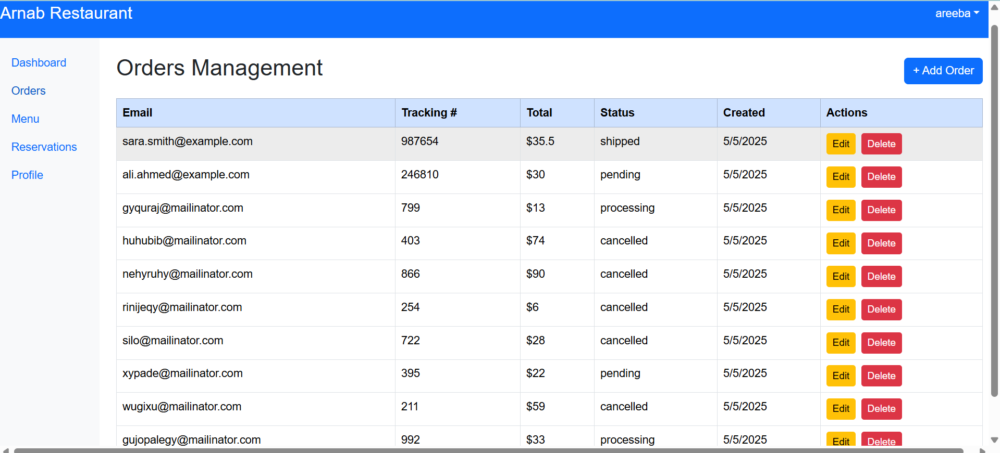 Arnab Restaurant areeba
Dashboard
Orders
Menu
Reservations
Profile
Orders Management + Add Order
Email Tracking # Total Status Created Actions
sara.smith@example.com 987654 $35.5 shipped 5/5/2025 Edit Delete
ali.ahmed@example.com 246810 $30 pending 5/5/2025 Edit Delete
gyquraj@mailinator.com 799 $13 processing 5/5/2025 Edit Delete
huhubib@mailinator.com 403 $74 cancelled 5/5/2025 Edit Delete
nehyruhy@mailinator.com 866 $90 cancelled 5/5/2025 Edit Delete
rinijeqy@mailinator.com 254 $6 cancelled 5/5/2025 Edit Delete
silo@mailinator.com 722 $28 cancelled 5/5/2025 Edit Delete
xypade@mailinator.com 395 $22 pending 5/5/2025 Edit Delete
wugixu@mailinator.com 211 $59 cancelled 5/5/2025 Edit Delete
gujopalegy@mailinator.com 992 $33 processing 5/5/2025 Edit Delete